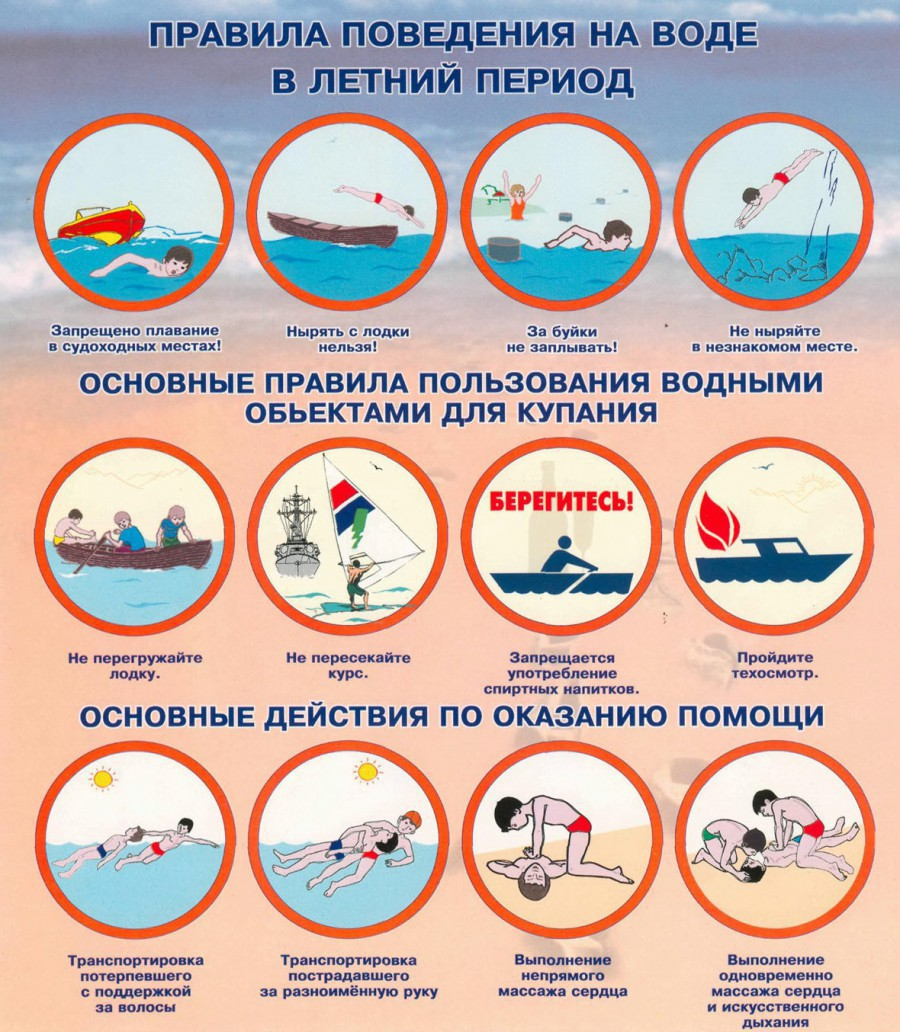 ПРАВИЛА ПОВЕДЕНИЯ НА ВОДЕ
В ЛЕТНИЙ ПЕРИОД
Запрещено плавание
в судоходных местах!
Нырять с лодки
нельзя!
За буйки
не заплывать!
Не ныряйте
в незнакомом месте.
ОСНОВНЫЕ ПРАВИЛА ПОЛЬЗОВАНИЯ ВОДНЫМИ
ОБЬЕКТАМИ ДЛЯ КУПАНИЯ
БЕРЕГИТЕСЬ!
Не перегружайте
лодку.
Не пересекайте
курс.
Запрещается
употребление
спиртных напитков.
Пройдите
техосмотр.
ОСНОВНЫЕ ДЕЙСТВИЯ ПО ОКАЗАНИЮ ПОМОЩИ
Транспортировка
потерпевшего
с поддержкой
за волосы
Транспортировка
пострадавшего
за разноимённую руку
Выполнение
непрямого
массажа сердца
Выполнение
одновременно
массажа сердца
и искусственного
дыхания